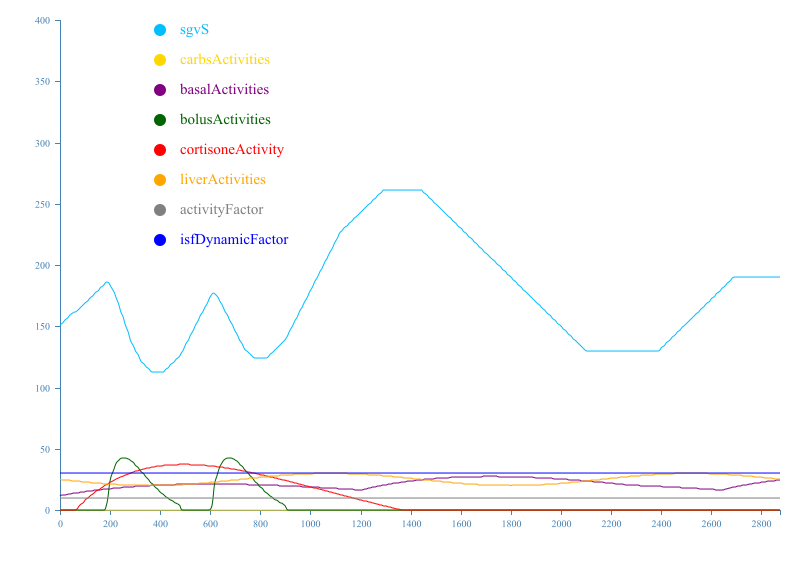 400
350
300
250
200
150
100
50
0
sgvS
carbsActivities
basalActivities
bolusActivities
cortisoneActivity
liverActivities
activityFactor
isfDynamicFactor
0 200 400 600 800 1000 1200 1400 1600 1800 2000 2200 2400 2600 2800